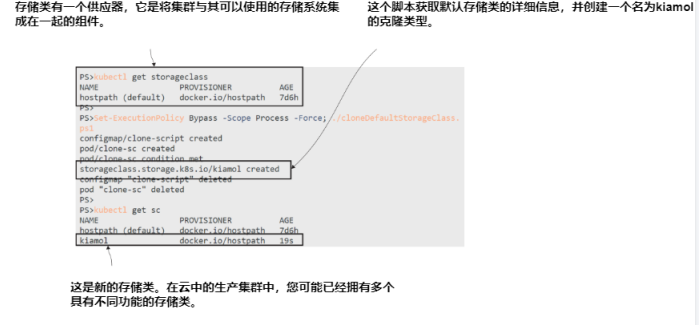 存储类有一个供应器，它是将集群与其可以使用的存储系统集
成在一起的组件。
这个脚本获取默认存储类的详细信息，并创建一个名为kiamol
的克隆类型。
PS>kubectl get storageclass
NAME PROVISIONER AGE
hostpath (default) docker.io/hostpath 7d6h
PS>
PS>Set-ExecutionPolicy Bypass -Scope Process -Force; ./cloneDefaultStorageClass.
ps1
configmap/clone-script created
pod/clone-sc created
pod/clone-sc condition met
storageclass.storage.k8s.io/kiamol created
configmap "clone-script" deleted
pod "clone-sc" deleted
PS>
PS>kubectl get sc
NAME PROVISIONER AGE
hostpath (default) docker.io/hostpath 7d6h
kiamol docker.io/hostpath 19s
这是新的存储类。在云中的生产集群中，您可能已经拥有多个
具有不同功能的存储类。